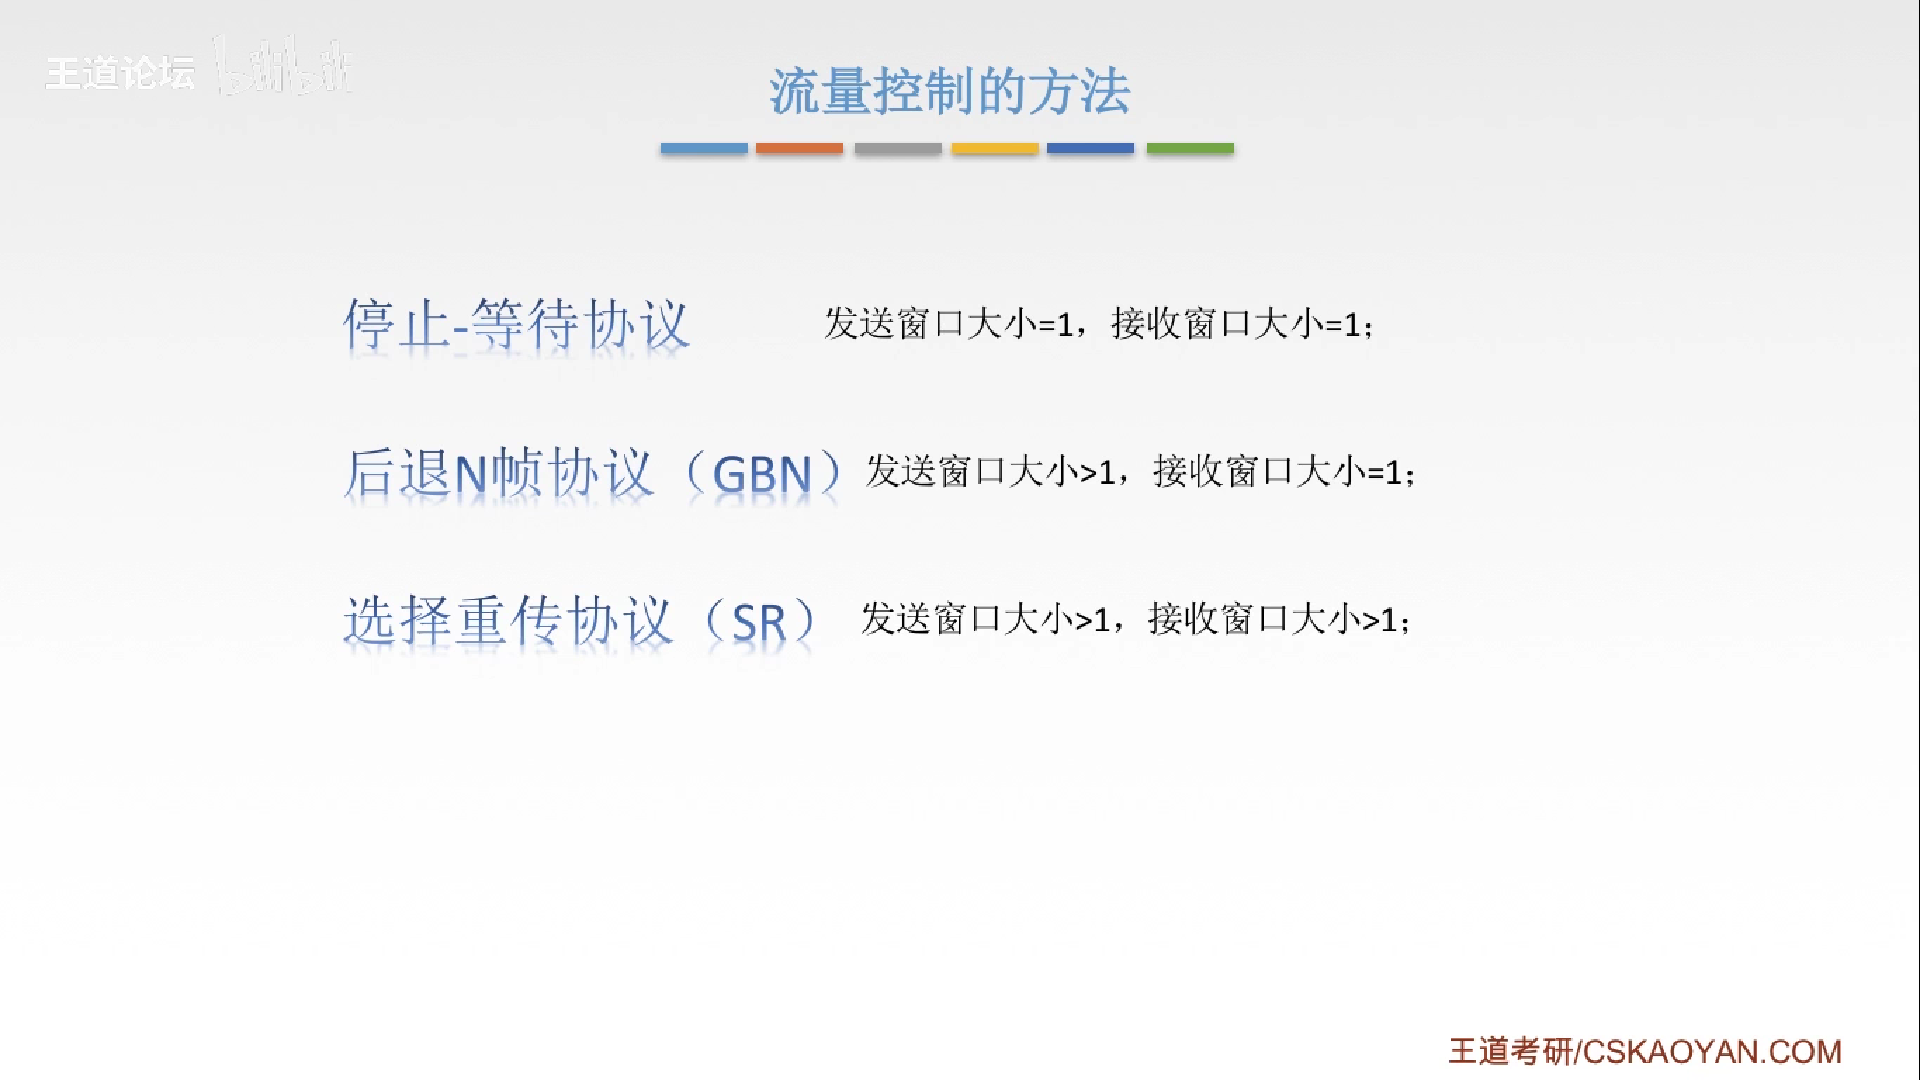 王道论坛 bilibili
流量控制的方法
停止-等待协议 发送窗口大小=1，接收窗口大小=1；
后退N帧协议（GBN） 发送窗口大小>1，接收窗口大小=1；
选择重传协议（SR） 发送窗口大小>1，接收窗口大小>1；
王道考研/CSKAOYAN.COM